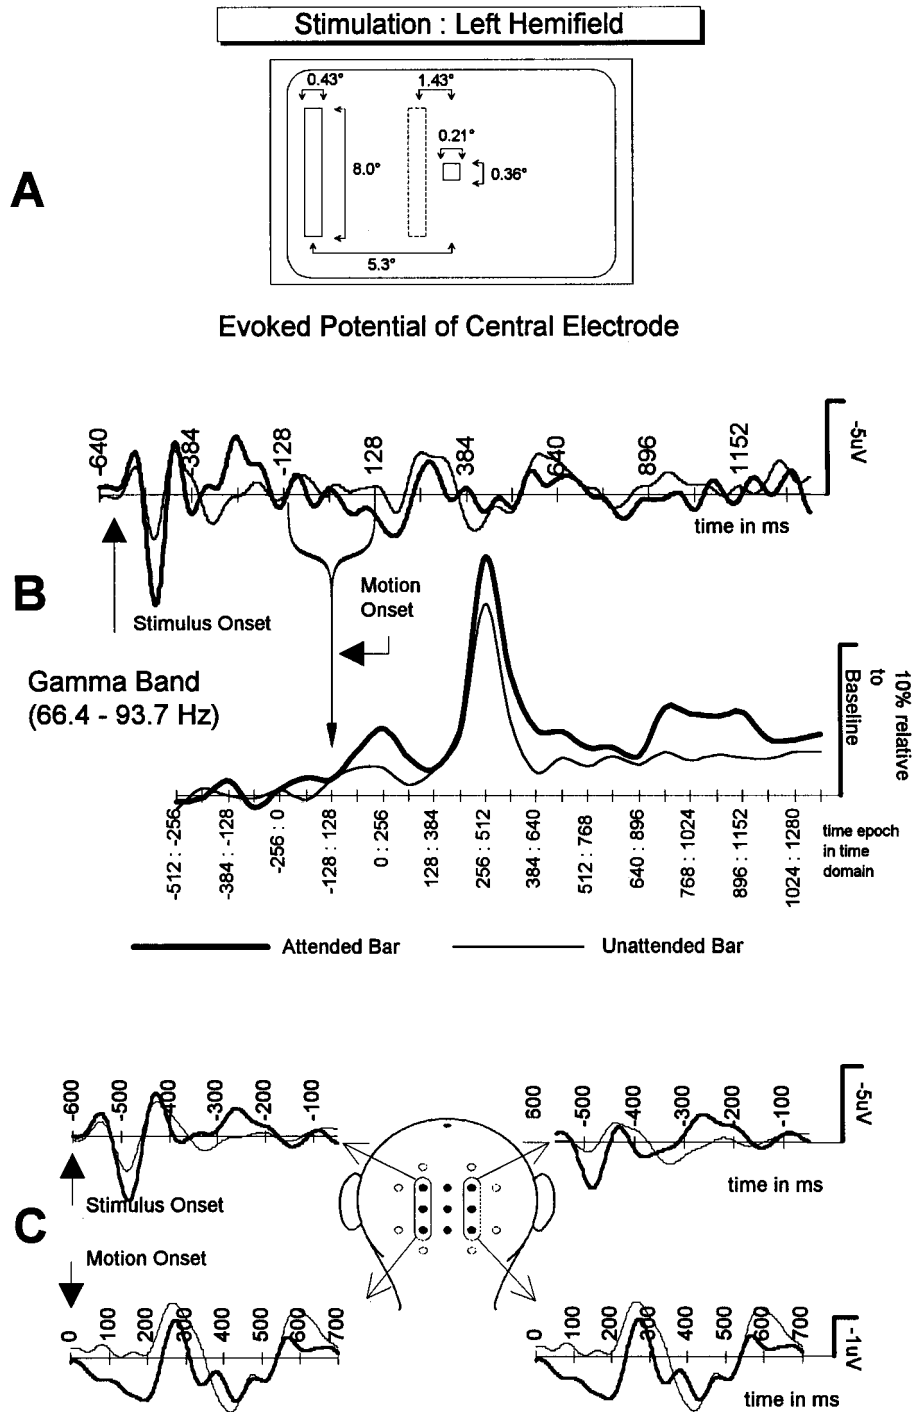 Stimulation : Left Hemifield
A
0.43°
1.43°
0.21°
8.0°
0.36°
5.3°
Evoked Potential of Central Electrode
-640
-384
-128
128
384
640
896
1152
-5uV
time in ms
B
Stimulus Onset
Motion
Onset
Gamma Band
(66.4 - 93.7 Hz)
10% relative
to
Baseline
-512 : -256
-384 : -128
-256 : 0
-128 : 128
0 : 256
128 : 384
256 : 512
384 : 640
512 : 768
640 : 896
768 : 1024
896 : 1152
1024 : 1280
time epoch
in time
domain
Attended Bar
Unattended Bar
C
-600
-500
-400
-300
-200
-100
600
-500
-400
-300
-200
-100
-5uV
time in ms
Stimulus Onset
Motion Onset
0
100
200
300
400
500
600
700
0
100
200
300
400
500
600
700
-1uV
time in ms